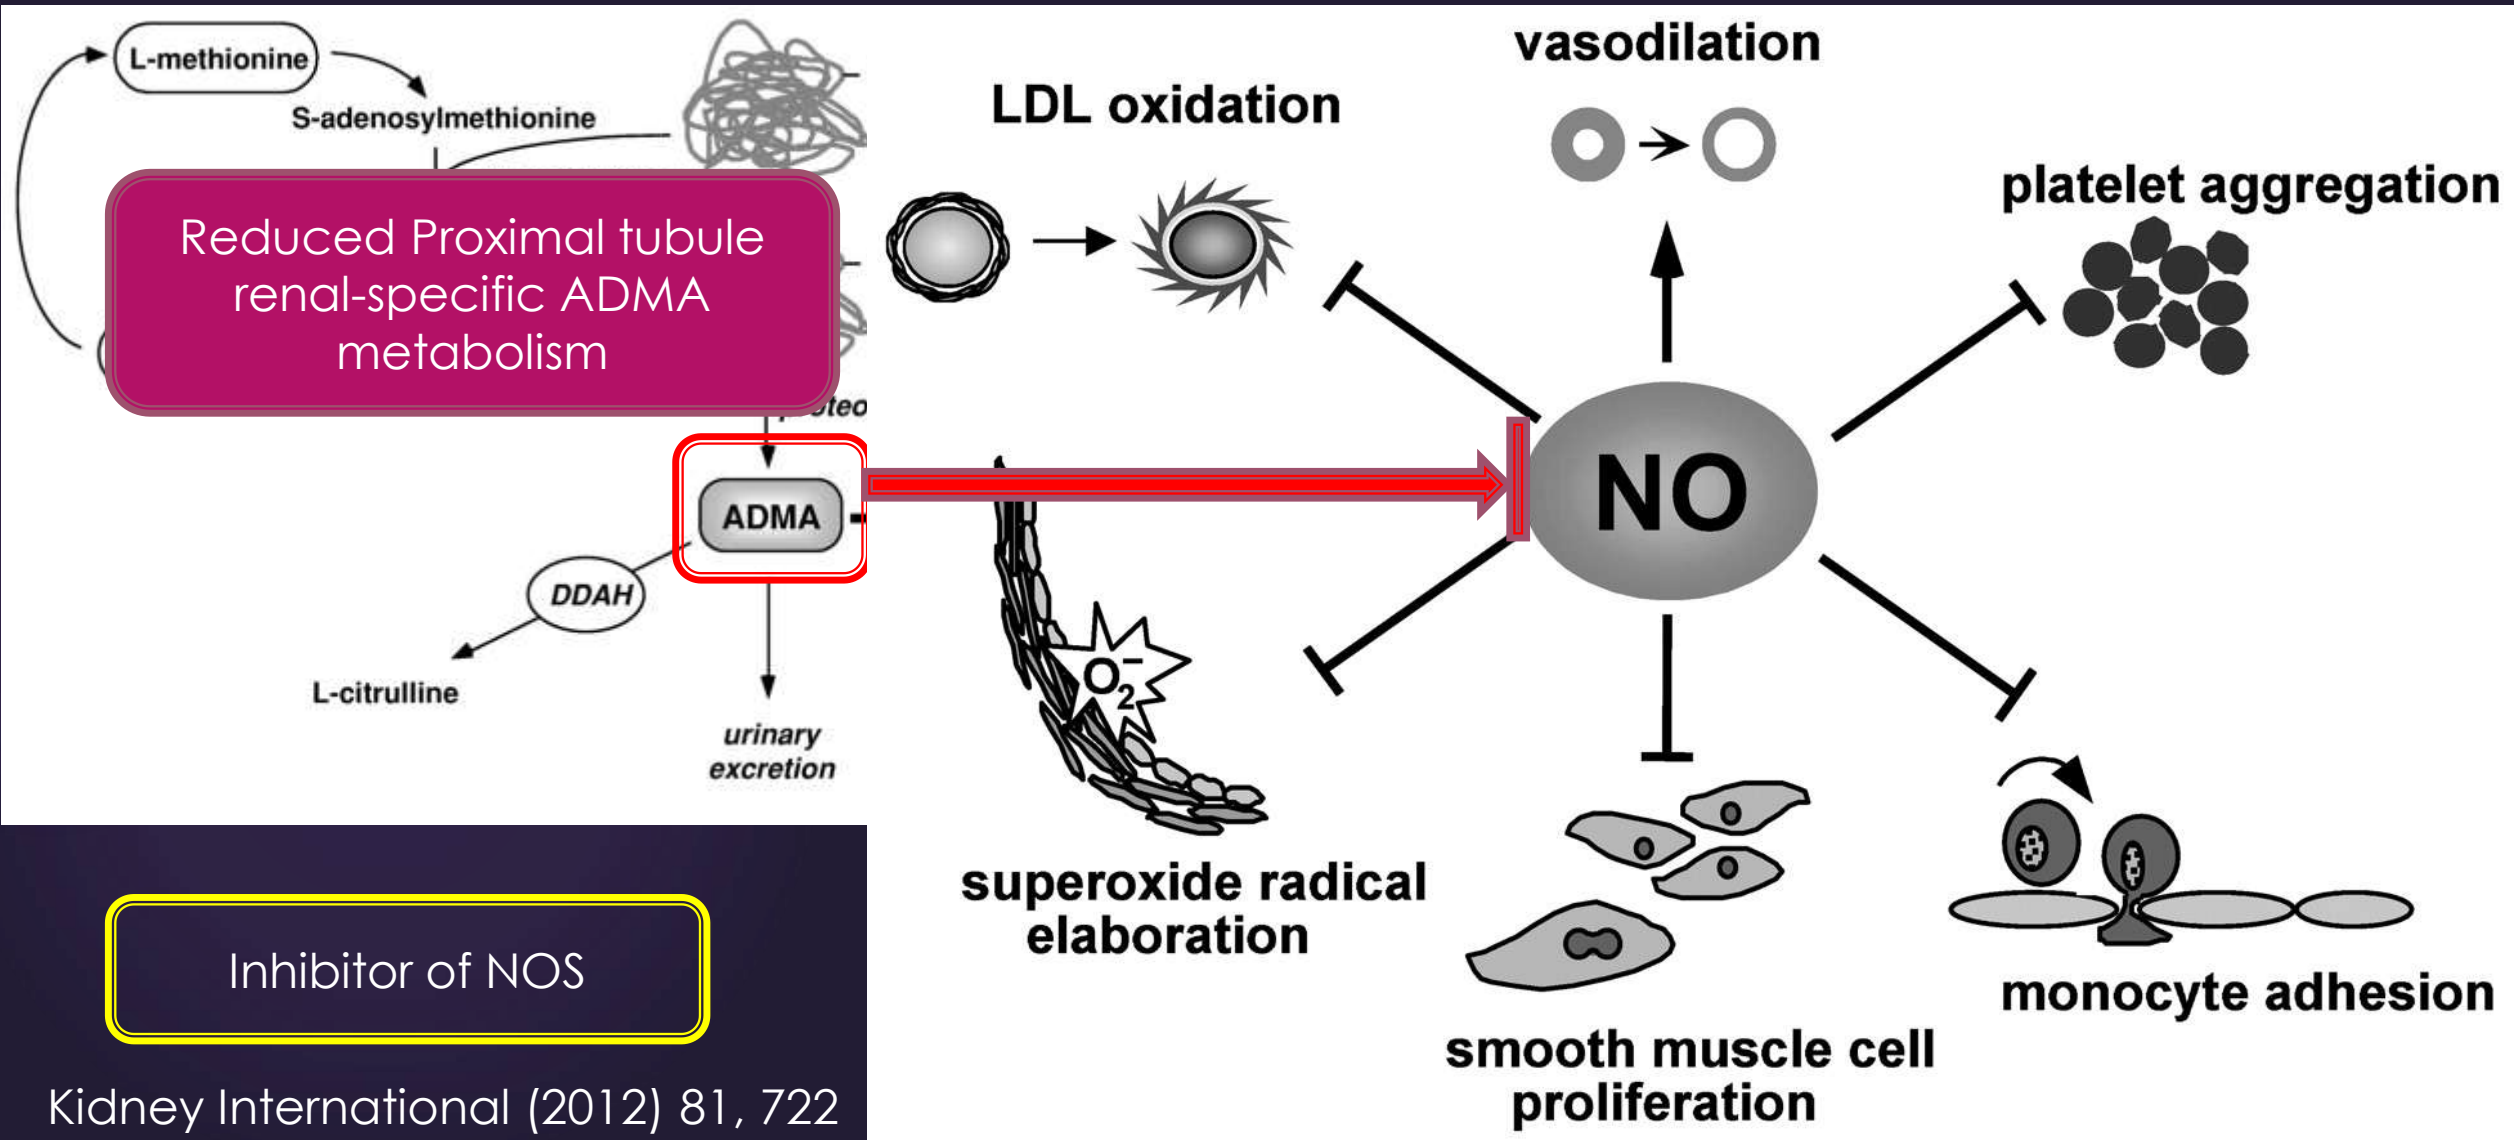 L-methionine
S-adenosylmethionine
Reduced Proximal tubule
renal-specific ADMA
metabolism
ADMA
DDAH
L-citrulline
urinary
excretion
Inhibitor of NOS
Kidney International (2012) 81, 722
LDL oxidation
vasodilation
platelet aggregation
NO
O₂⁻
superoxide radical
elaboration
smooth muscle cell
proliferation
monocyte adhesion